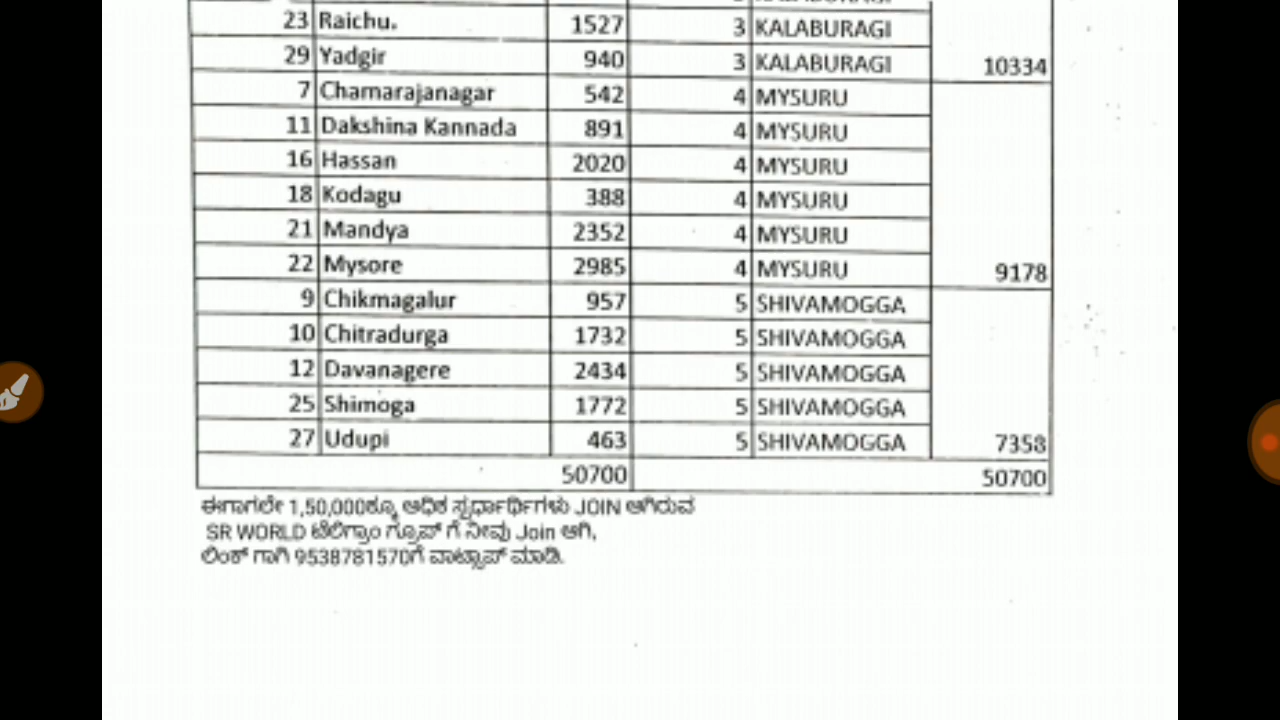 23 Raichu. 1527 3 KALABURAGI
29 Yadgir 940 3 KALABURAGI 10334
7 Chamarajanagar 542 4 MYSURU
11 Dakshina Kannada 891 4 MYSURU
16 Hassan 2020 4 MYSURU
18 Kodagu 388 4 MYSURU
21 Mandya 2352 4 MYSURU
22 Mysore 2985 4 MYSURU 9178
9 Chikmagalur 957 5 SHIVAMOGGA
10 Chitradurga 1732 5 SHIVAMOGGA
12 Davanagere 2434 5 SHIVAMOGGA
25 Shimoga 1772 5 SHIVAMOGGA
27 Udupi 463 5 SHIVAMOGGA 7358
50700 50700
ಈಗಾಗಲೇ 1,50,000ಕ್ಕೂ ಅಧಿಕ ಸ್ಪರ್ಧಾರ್ಥಿಗಳು JOIN ಆಗಿರುವ
SR WORLD ಟೆಲಿಗ್ರಾಂ ಗ್ರೂಪ್ ಗೆ ನೀವು Join ಆಗಿ,
ಲಿಂಕ್ ಗಾಗಿ 9538781570ಗೆ ವಾಟ್ಸಾಪ್ ಮಾಡಿ.